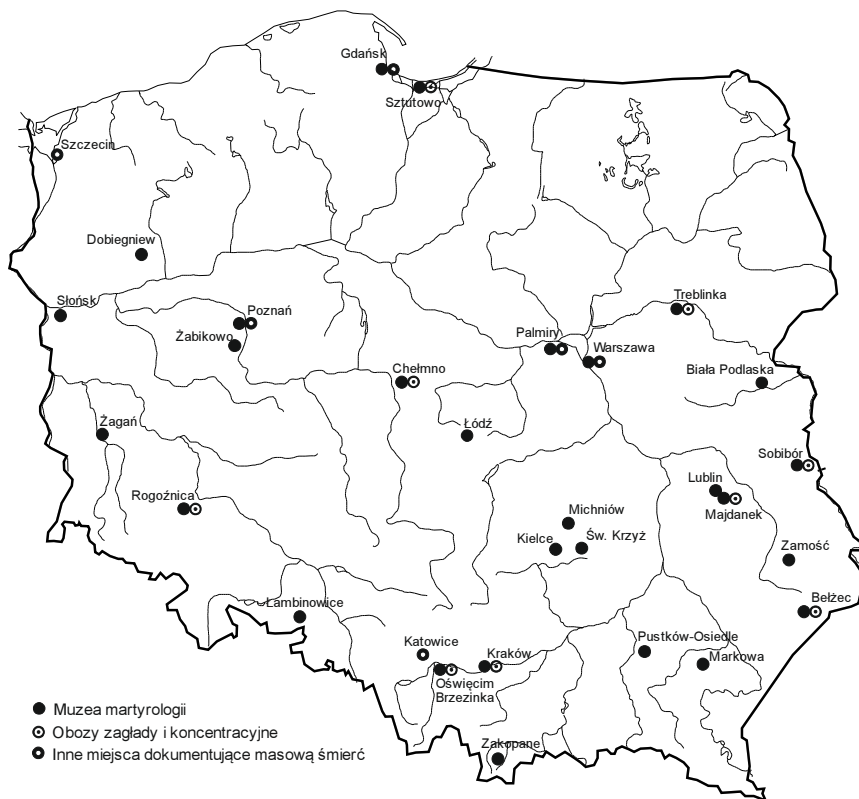 Gdańsk
Sztutowo
Szczecin
Dobiegniew
Słońsk
Poznań
Żabikowo
Treblinka
Palmiry
Warszawa
Chełmno
Biała Podlaska
Żagań
Łódź
Sobibór
Rogoźnica
Lublin
Majdanek
Michniów
Kielce
Św. Krzyż
Zamość
Łambinowice
Bełżec
Katowice
Kraków
Pustków-Osiedle
Markowa
Oświęcim
Brzezinka
Zakopane
Muzea martyrologii
Obozy zagłady i koncentracyjne
Inne miejsca dokumentujące masową śmierć